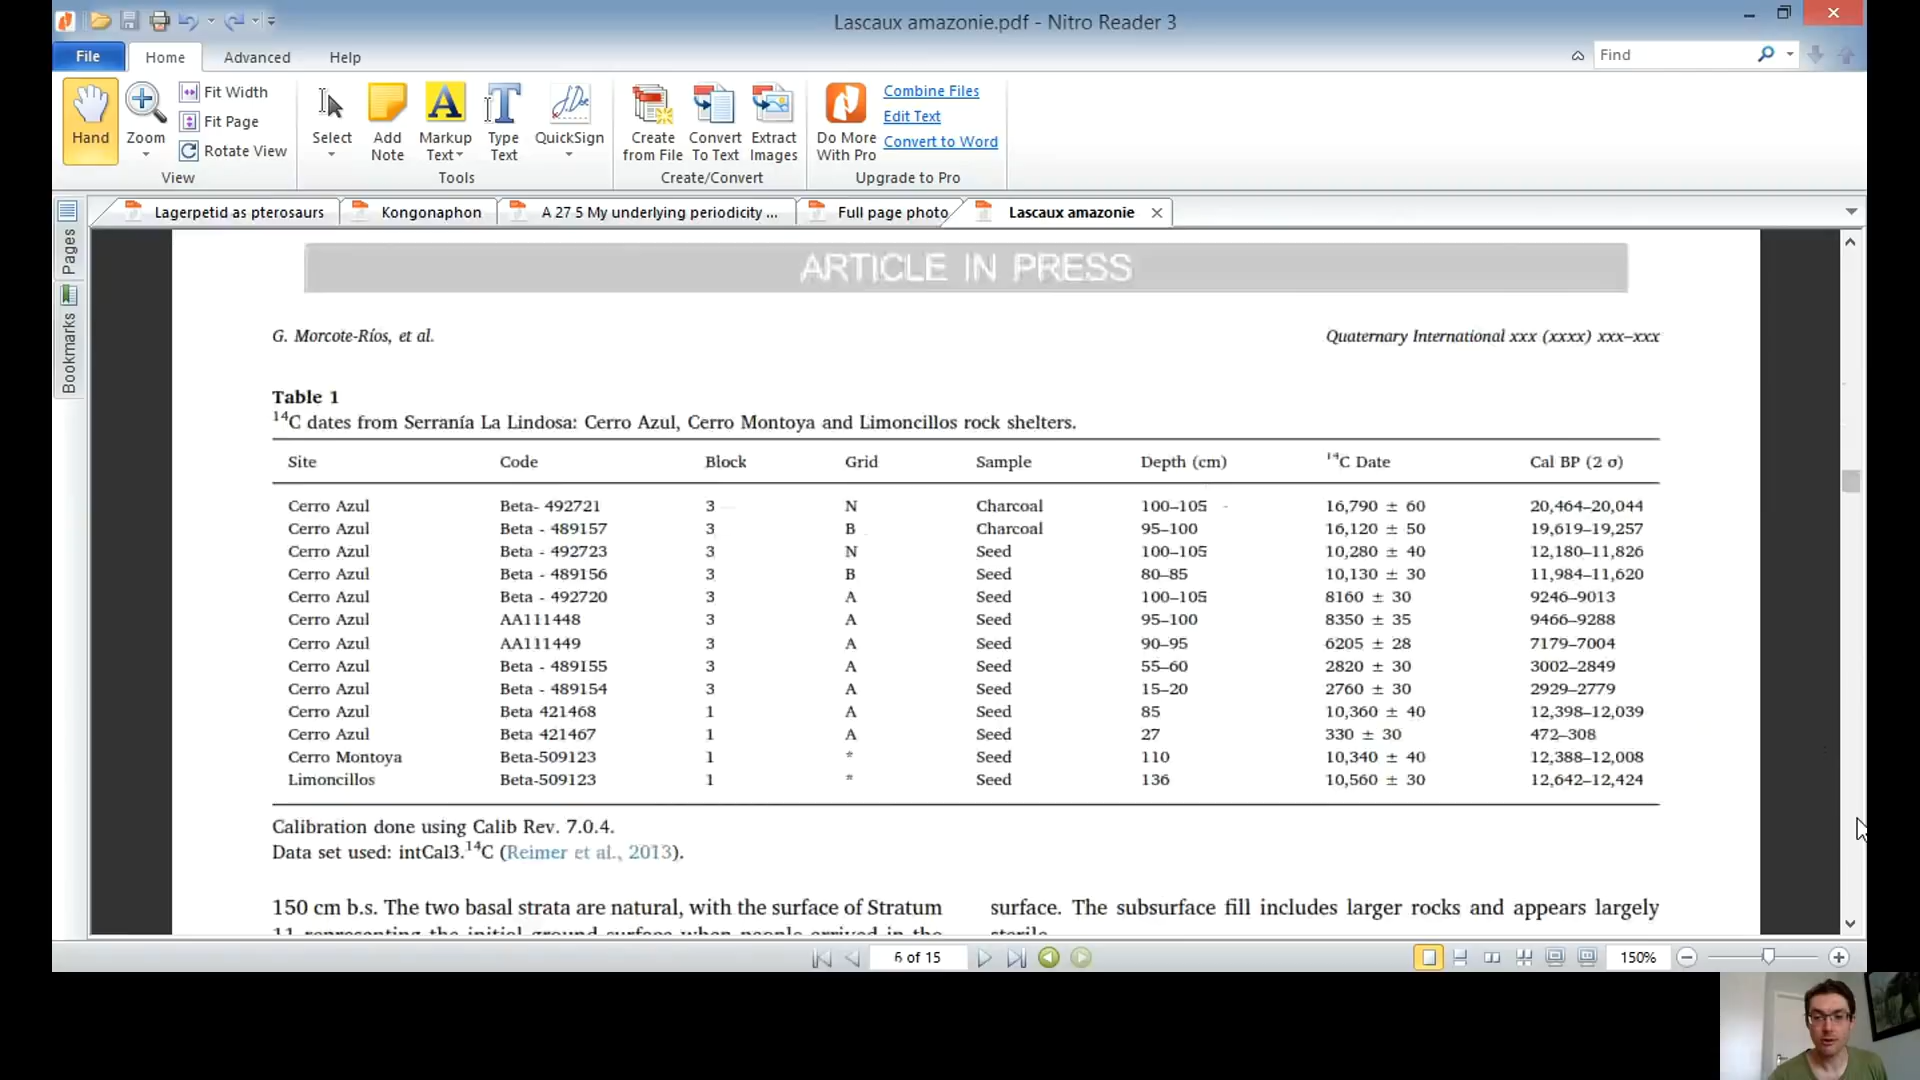 Lascaux amazonie.pdf - Nitro Reader 3
File Home Advanced Help Find
Hand
Zoom
Fit Width
Fit Page
Rotate View
View
Select
Add Note
Markup Text
Type Text
QuickSign
Tools
Create from File
Convert To Text
Extract Images
Create/Convert
Do More With Pro
Combine Files
Edit Text
Convert to Word
Upgrade to Pro
Lagerpetid as pterosaurs Kongonaphon A 27 5 My underlying periodicity ... Full page photo Lascaux amazonie
Pages
Bookmarks
ARTICLE IN PRESS
G. Morcote-Ríos, et al. Quaternary International xxx (xxxx) xxx–xxx
Table 1
14C dates from Serranía La Lindosa: Cerro Azul, Cerro Montoya and Limoncillos rock shelters.
Site Code Block Grid Sample Depth (cm) 14C Date Cal BP (2 σ)
Cerro Azul Beta- 492721 3 N Charcoal 100–105 16,790 ± 60 20,464–20,044
Cerro Azul Beta - 489157 3 B Charcoal 95–100 16,120 ± 50 19,619–19,257
Cerro Azul Beta - 492723 3 N Seed 100–105 10,280 ± 40 12,180–11,826
Cerro Azul Beta - 489156 3 B Seed 80–85 10,130 ± 30 11,984–11,620
Cerro Azul Beta - 492720 3 A Seed 100–105 8160 ± 30 9246–9013
Cerro Azul AA111448 3 A Seed 95–100 8350 ± 35 9466–9288
Cerro Azul AA111449 3 A Seed 90–95 6205 ± 28 7179–7004
Cerro Azul Beta - 489155 3 A Seed 55–60 2820 ± 30 3002–2849
Cerro Azul Beta - 489154 3 A Seed 15–20 2760 ± 30 2929–2779
Cerro Azul Beta 421468 1 A Seed 85 10,360 ± 40 12,398–12,039
Cerro Azul Beta 421467 1 A Seed 27 330 ± 30 472–308
Cerro Montoya Beta-509123 1 * Seed 110 10,340 ± 40 12,388–12,008
Limoncillos Beta-509123 1 * Seed 136 10,560 ± 30 12,642–12,424
Calibration done using Calib Rev. 7.0.4.
Data set used: intCal3.14C (Reimer et al., 2013).
150 cm b.s. The two basal strata are natural, with the surface of Stratum
11 representing the initial ground surface when people arrived in the
surface. The subsurface fill includes larger rocks and appears largely
sterile.
6 of 15
150%